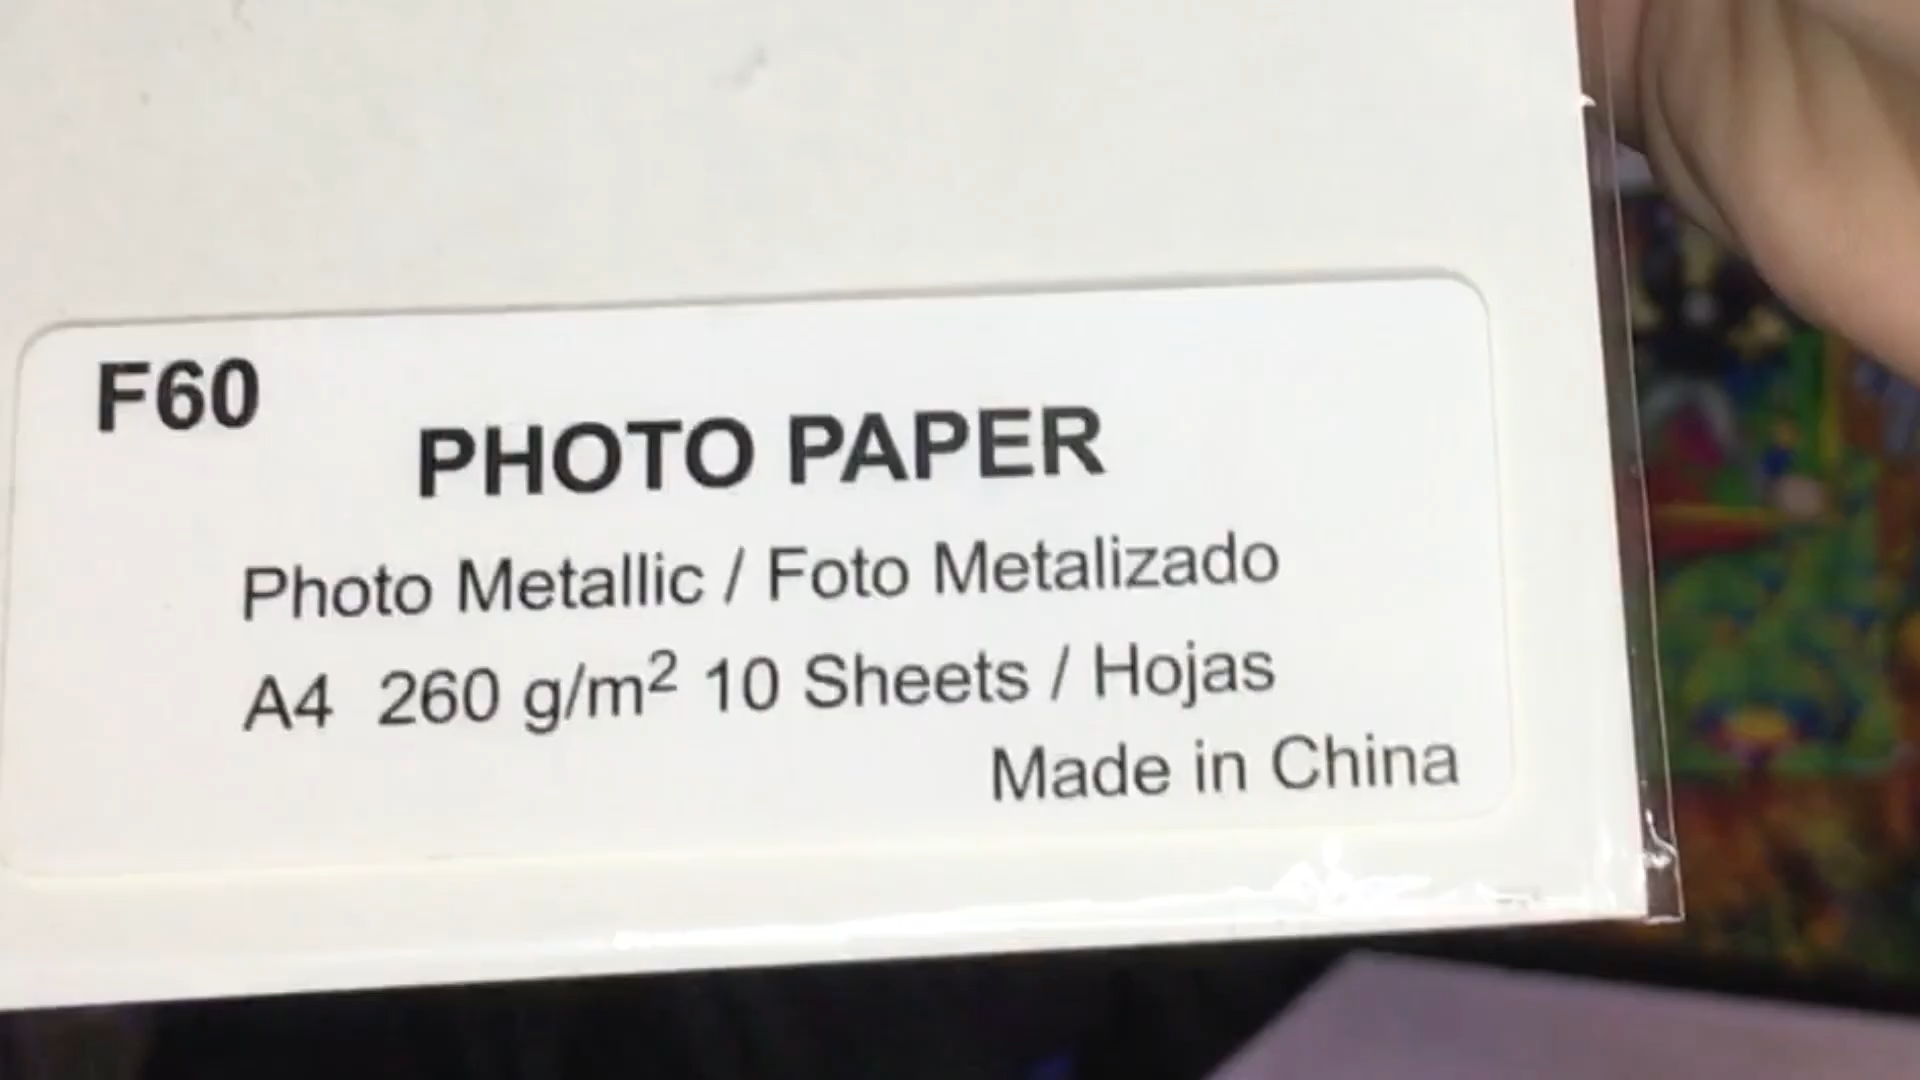 F60
PHOTO PAPER
Photo Metallic / Foto Metalizado
A4 260 g/m² 10 Sheets / Hojas
Made in China